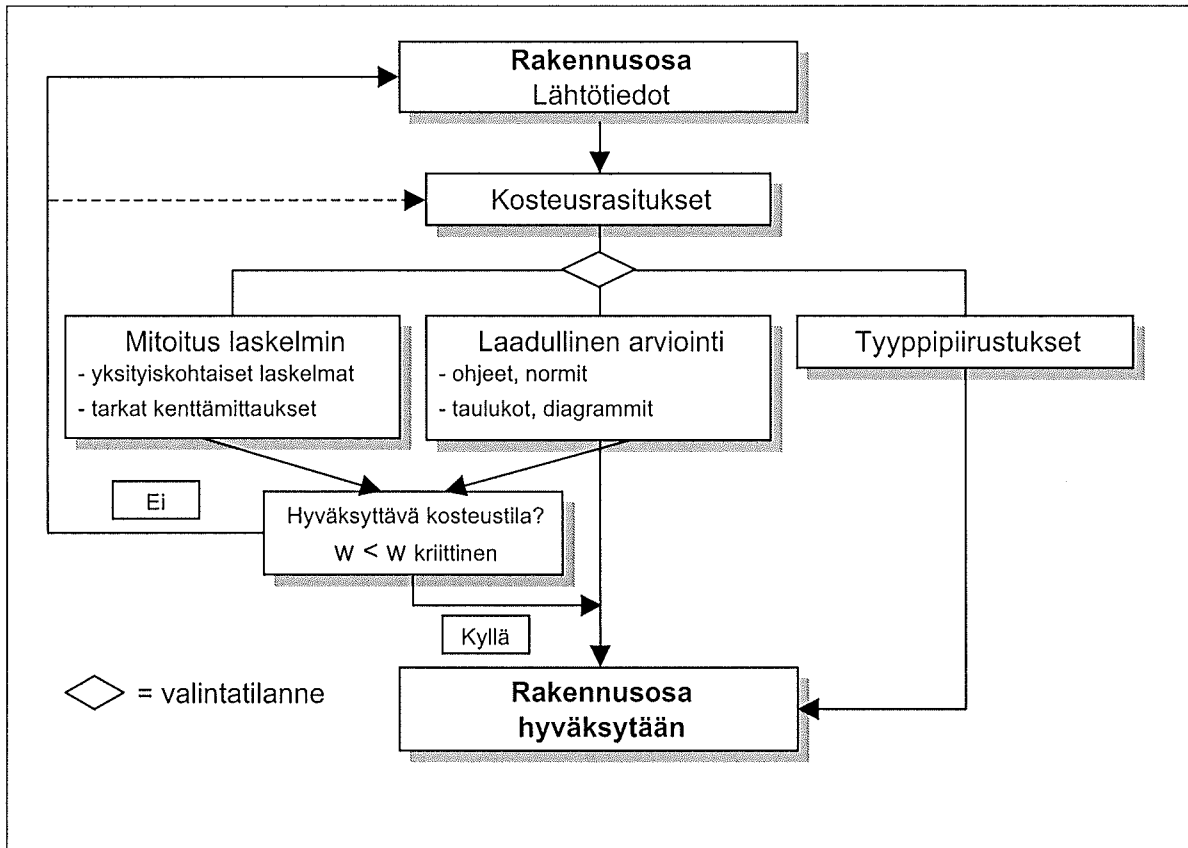 Rakennusosa
Lähtötiedot
Kosteusrasitukset
Mitoitus laskelmin
- yksityiskohtaiset laskelmat
- tarkat kenttämittaukset
Laadullinen arviointi
- ohjeet, normit
- taulukot, diagrammit
Tyyppipiirustukset
Ei
Hyväksyttävä kosteustila?
w < w kriittinen
Kyllä
= valintatilanne
Rakennusosa
hyväksytään